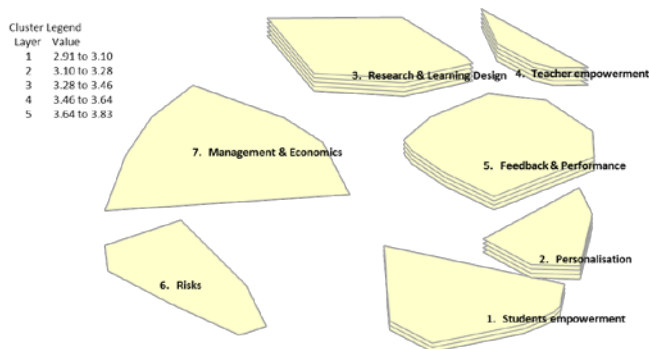 Cluster Legend
Layer Value
1 2.91 to 3.10
2 3.10 to 3.28
3 3.28 to 3.46
4 3.46 to 3.64
5 3.64 to 3.83
3. Research & Learning Design
4. Teacher empowerment
7. Management & Economics
5. Feedback & Performance
2. Personalisation
6. Risks
1. Students empowerment